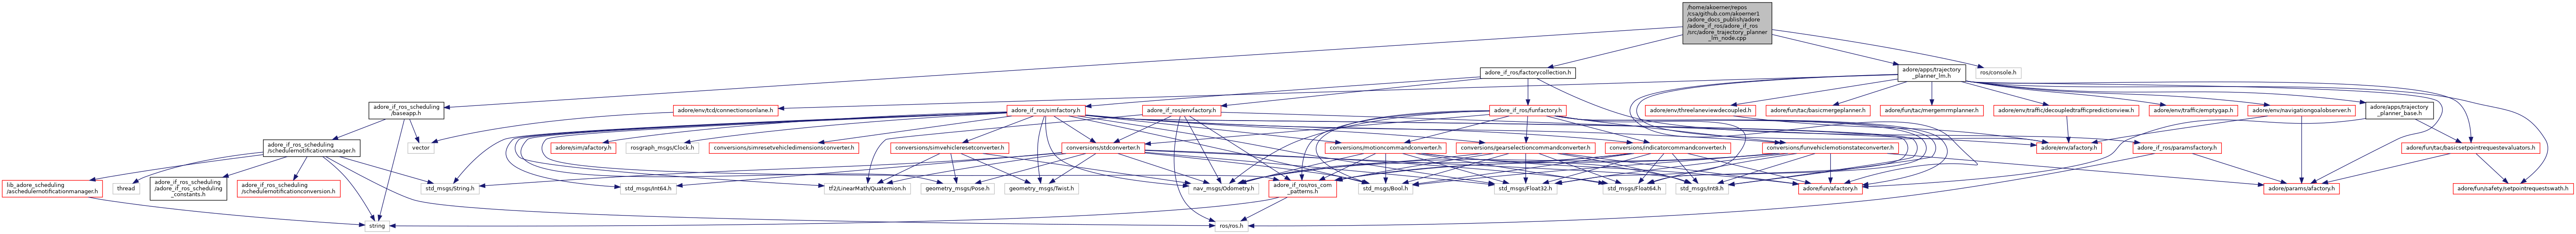 /home/akoerner/repos
/csa/github.com/akoerner1
/adore_docs_publish/adore
/adore_if_ros/adore_if_ros
/src/adore_trajectory_planner
_lm_node.cpp
adore_if_ros/factorycollection.h
adore/apps/trajectory
_planner_lm.h
ros/console.h
adore_if_ros_scheduling
/baseapp.h
adore/env/tcd/connectionsonlane.h
adore_if_ros/simfactory.h
adore_if_ros/envfactory.h
adore_if_ros/funfactory.h
adore/env/threelaneviewdecoupled.h
adore/fun/tac/basicmergeplanner.h
adore/fun/tac/mergemrmplanner.h
adore/env/traffic/decoupledtrafficpredictionview.h
adore/env/traffic/emptygap.h
adore/env/navigationgoalobserver.h
adore/apps/trajectory
_planner_base.h
adore_if_ros_scheduling
/schedulernotificationmanager.h
vector
adore/sim/afactory.h
rosgraph_msgs/Clock.h
conversions/simresetvehicledimensionsconverter.h
conversions/simvehicleresetconverter.h
conversions/stdconverter.h
conversions/motioncommandconverter.h
conversions/gearselectioncommandconverter.h
conversions/indicatorcommandconverter.h
conversions/funvehiclemotionstateconverter.h
adore/env/afactory.h
adore_if_ros/paramsfactory.h
adore/fun/tac/basicsetpointrequestevaluators.h
lib_adore_scheduling
/aschedulernotificationmanager.h
thread
adore_if_ros_scheduling
/adore_if_ros_scheduling
_constants.h
adore_if_ros_scheduling
/schedulernotificationconversion.h
std_msgs/String.h
std_msgs/Int64.h
tf2/LinearMath/Quaternion.h
geometry_msgs/Pose.h
geometry_msgs/Twist.h
nav_msgs/Odometry.h
adore_if_ros/ros_com
_patterns.h
std_msgs/Bool.h
std_msgs/Float32.h
std_msgs/Float64.h
std_msgs/Int8.h
adore/fun/afactory.h
adore/params/afactory.h
adore/fun/safety/setpointrequestswath.h
string
ros/ros.h